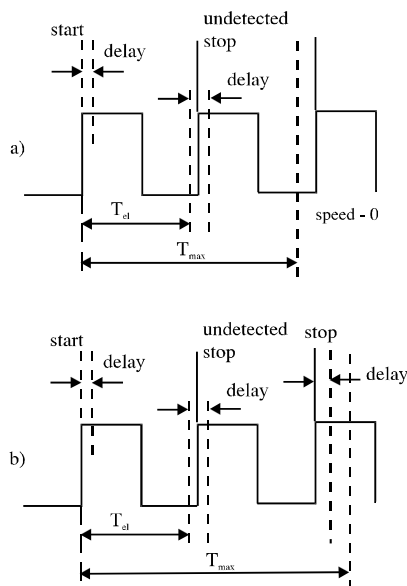 undetected
start
stop
delay
delay
a)
T_el
speed - 0
T_max
undetected
start
stop
stop
delay
delay
delay
b)
T_el
T_max